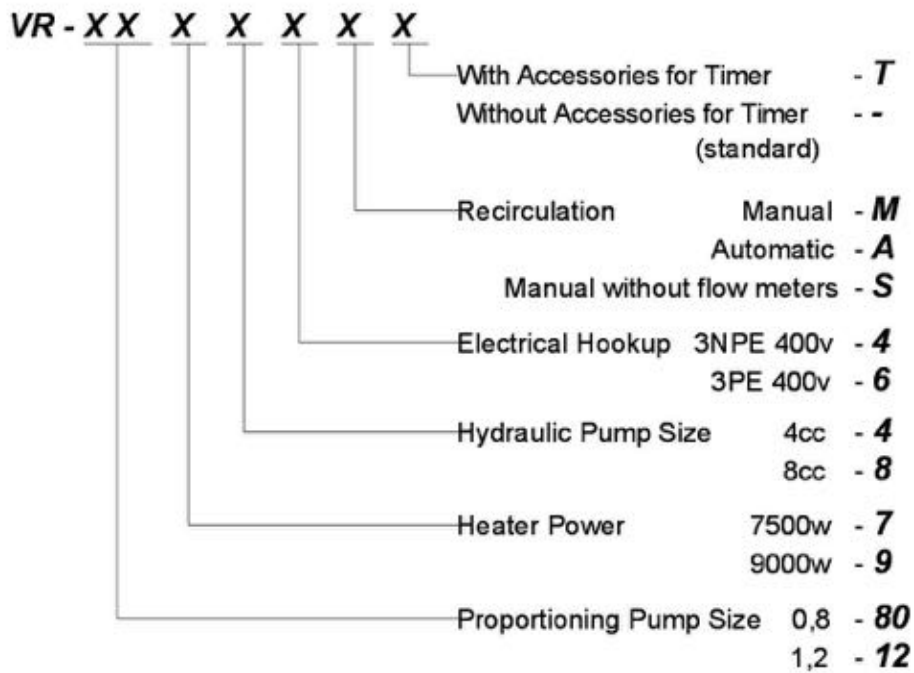 VR - XX X X X X X
With Accessories for Timer - T
Without Accessories for Timer - -
(standard)
Recirculation Manual - M
Automatic - A
Manual without flow meters - S
Electrical Hookup 3NPE 400v - 4
3PE 400v - 6
Hydraulic Pump Size 4cc - 4
8cc - 8
Heater Power 7500w - 7
9000w - 9
Proportioning Pump Size 0,8 - 80
1,2 - 12